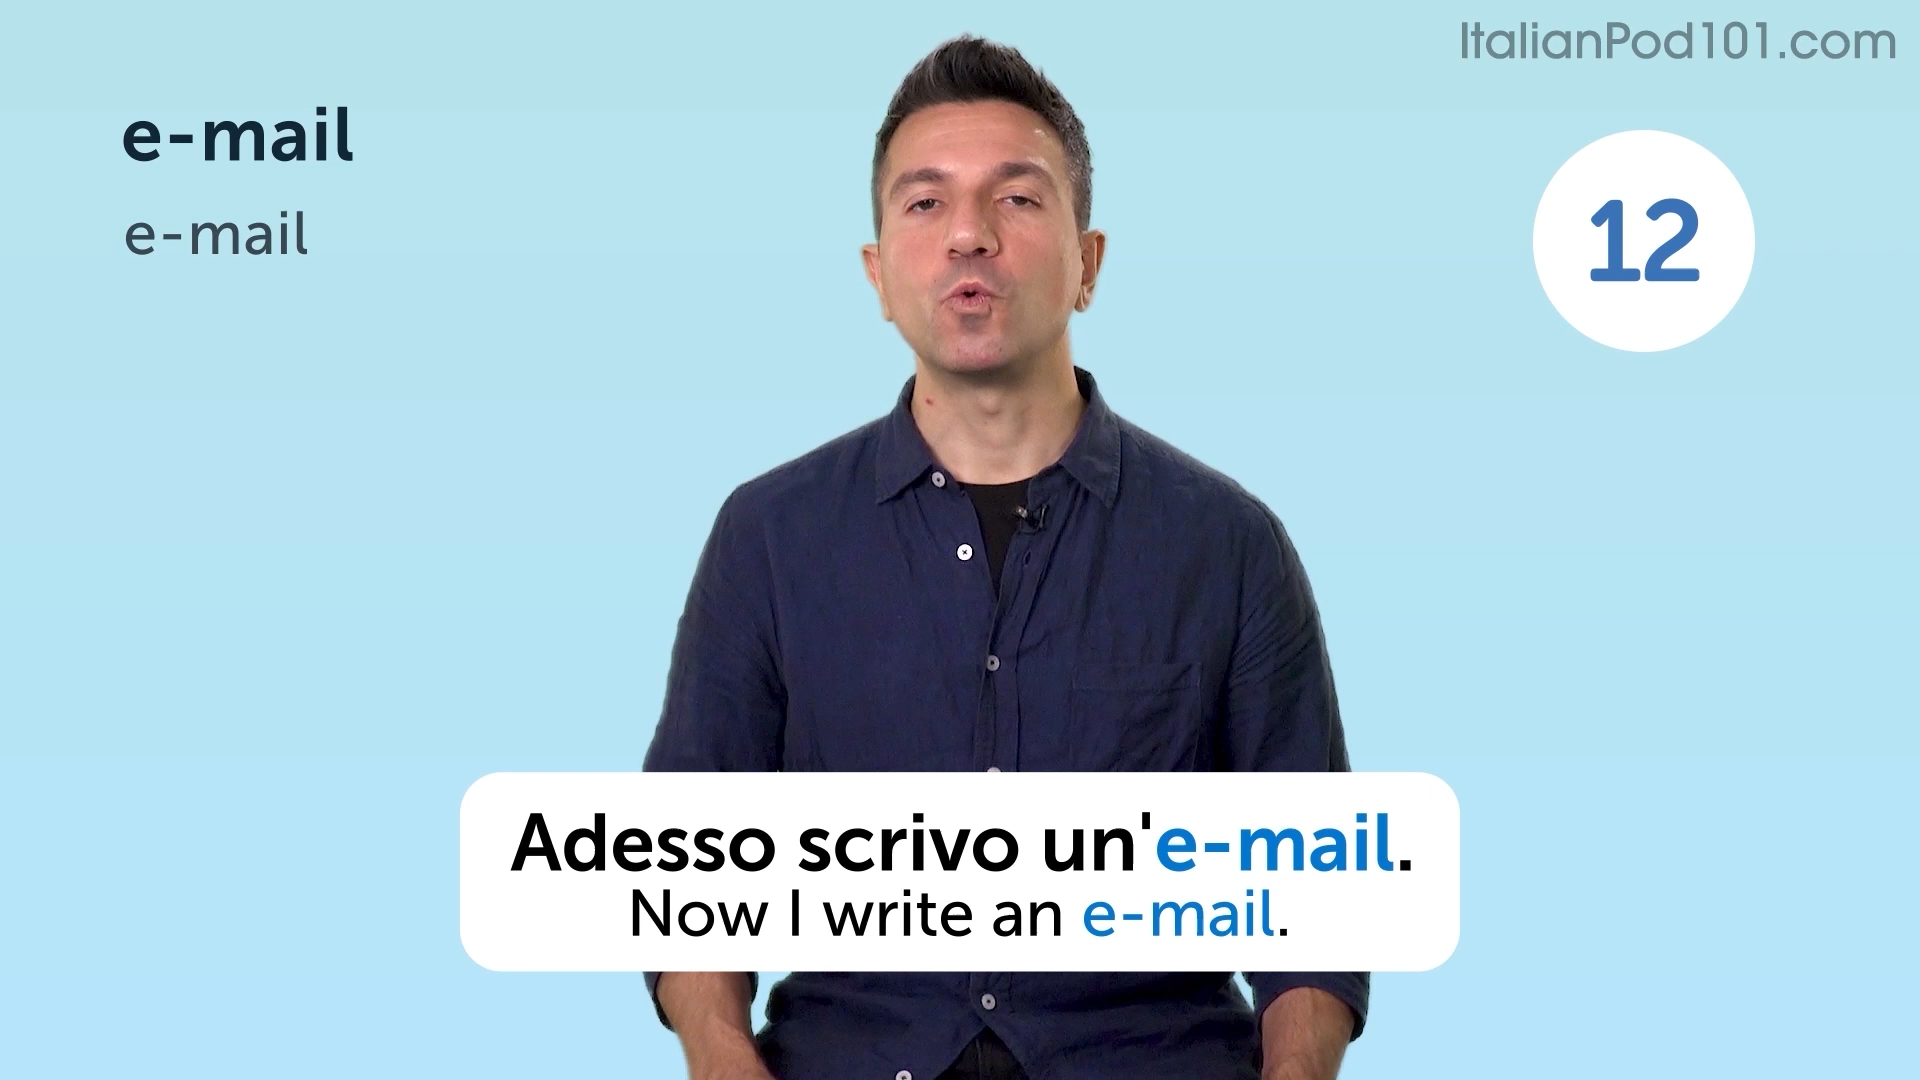 ItalianPod101.com
e-mail
e-mail
12
Adesso scrivo un'e-mail.
Now I write an e-mail.